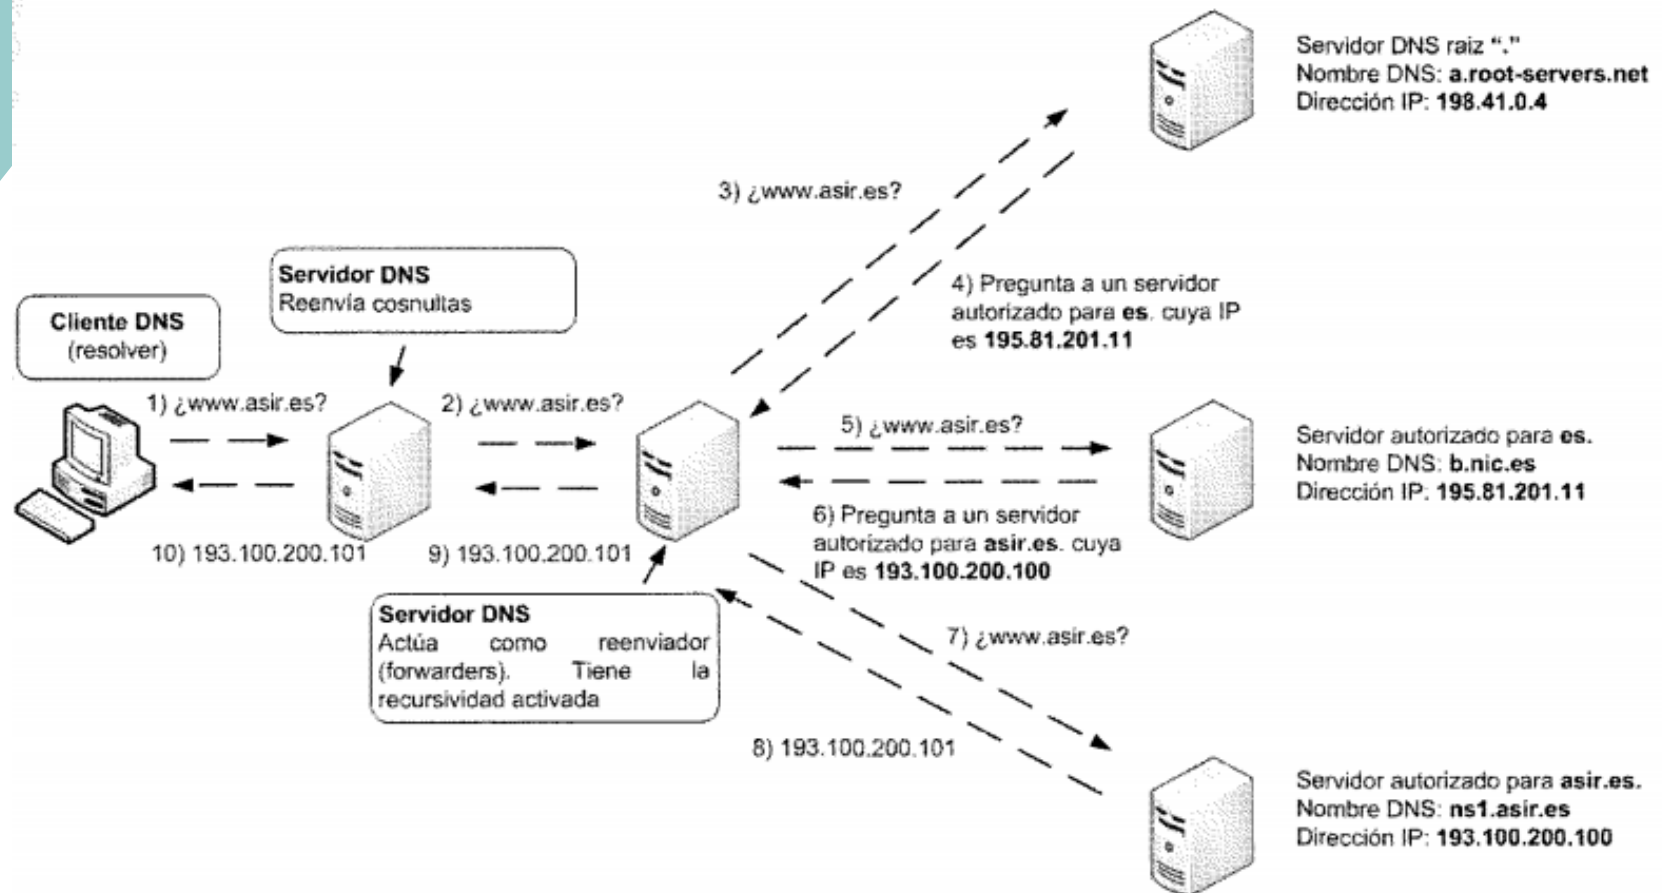 Servidor DNS raiz “.”
Nombre DNS: a.root-servers.net
Dirección IP: 198.41.0.4
3) ¿www.asir.es?
4) Pregunta a un servidor
autorizado para es. cuya IP
es 195.81.201.11
Servidor DNS
Reenvía cosnultas
Cliente DNS
(resolver)
1) ¿www.asir.es?
2) ¿www.asir.es?
5) ¿www.asir.es?
Servidor autorizado para es.
Nombre DNS: b.nic.es
Dirección IP: 195.81.201.11
6) Pregunta a un servidor
autorizado para asir.es. cuya
IP es 193.100.200.100
10) 193.100.200.101
9) 193.100.200.101
Servidor DNS
Actúa como reenviador
(forwarders). Tiene la
recursividad activada
7) ¿www.asir.es?
8) 193.100.200.101
Servidor autorizado para asir.es.
Nombre DNS: ns1.asir.es
Dirección IP: 193.100.200.100